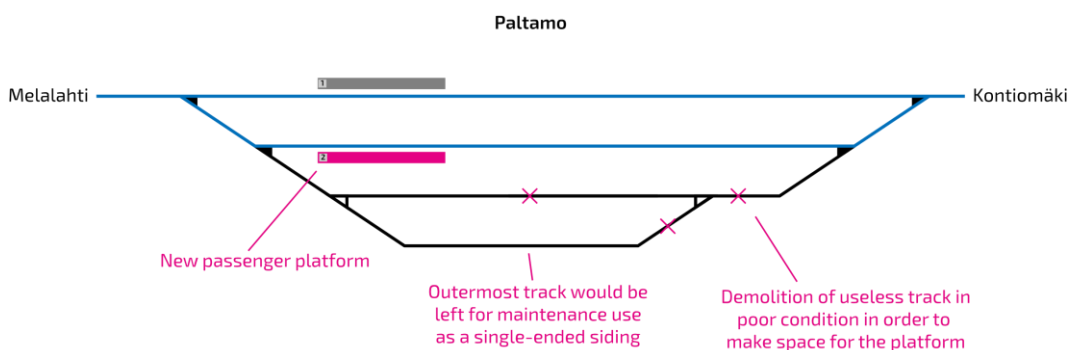 Paltamo
1
Melalahti
Kontiomäki
2
New passenger platform
Outermost track would be
left for maintenance use
as a single-ended siding
Demolition of useless track in
poor condition in order to
make space for the platform